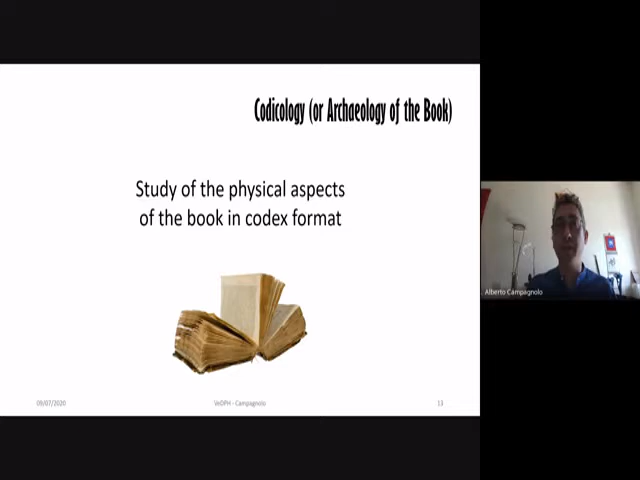 Codicology (or Archaeology of the Book)
Study of the physical aspects
of the book in codex format
09/07/2020
VeDPH - Campagnolo
13
Alberto Campagnolo